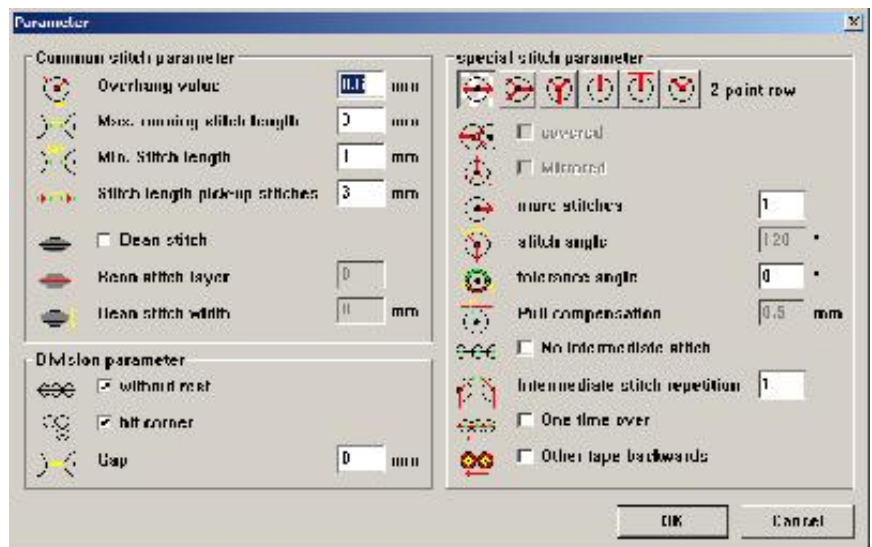 Parameter
Common stitch parameter
Overhang value mm
Max. running stitch length mm
Min. Stitch length 1 mm
Stitch length pick-up stitches 3 mm
Bean stitch
Bean stitch layer 0
Bean stitch width 0 mm
Division parameter
without rest
hit corner
Gap 0 mm
special stitch parameter
2 point row
covered
Mirrored
more stitches 1
stitch angle 120 °
tolerance angle 0 °
Pull compensation 0.5 mm
No intermediate stitch
Intermediate stitch repetition 1
One time over
Other tape backwards
OK Cancel